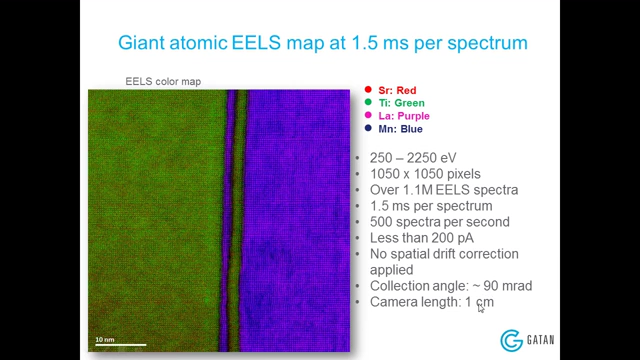 Giant atomic EELS map at 1.5 ms per spectrum
EELS color map
Sr: Red
Ti: Green
La: Purple
Mn: Blue
250 – 2250 eV
1050 x 1050 pixels
Over 1.1M EELS spectra
1.5 ms per spectrum
500 spectra per second
Less than 200 pA
No spatial drift correction
applied
Collection angle: ~ 90 mrad
Camera length: 1 cm
10 nm
GATAN